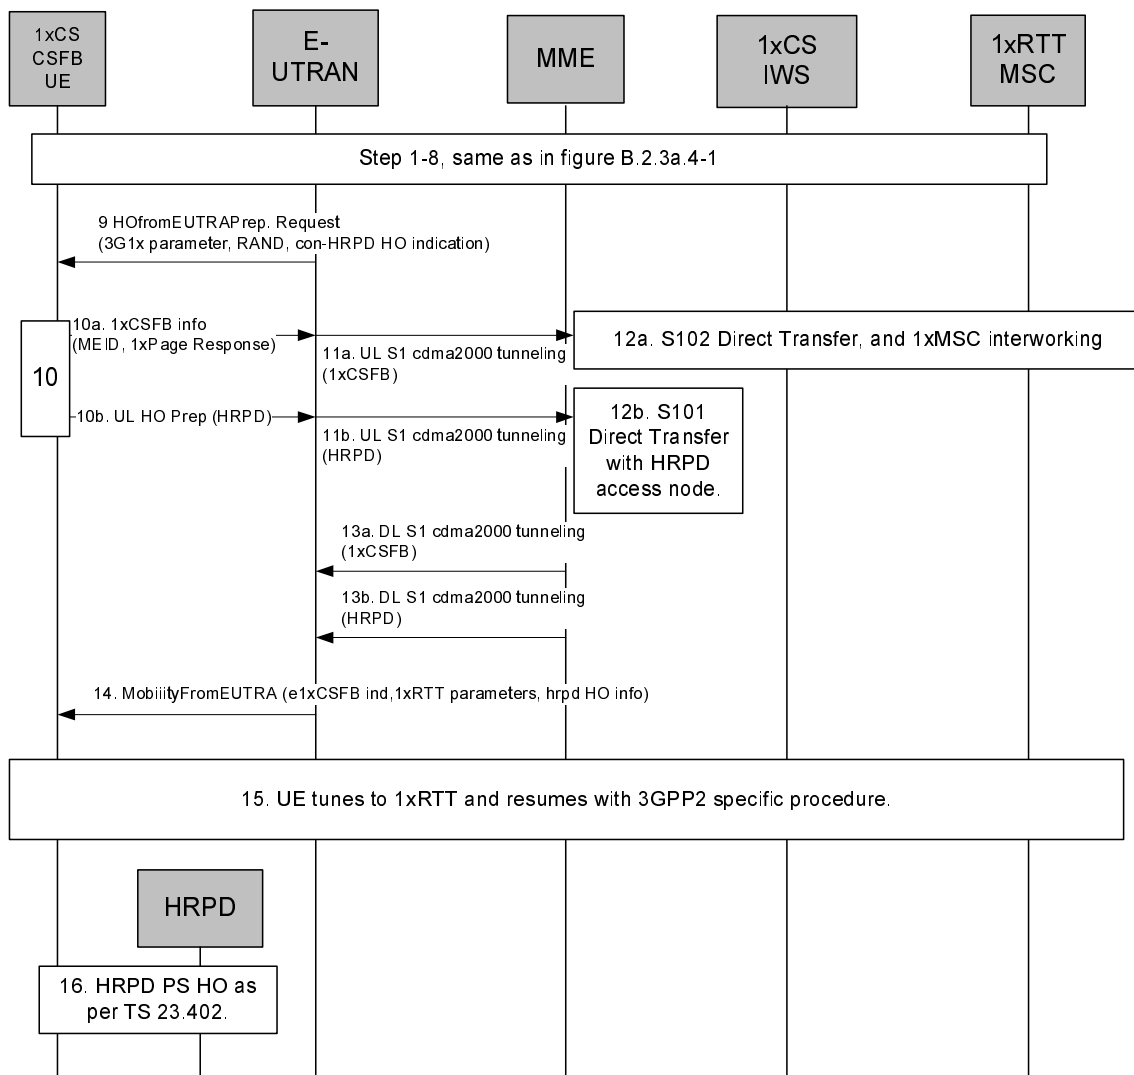 1xCS
CSFB
UE
E-
UTRAN
MME
1xCS
IWS
1xRTT
MSC
Step 1-8, same as in figure B.2.3a.4-1
9 HOfromEUTRAPrep. Request
(3G1x parameter, RAND, con-HRPD HO indication)
10
10a. 1xCSFB info
(MEID, 1xPage Response)
11a. UL S1 cdma2000 tunneling
(1xCSFB)
12a. S102 Direct Transfer, and 1xMSC interworking
10b. UL HO Prep (HRPD)
11b. UL S1 cdma2000 tunneling
(HRPD)
12b. S101
Direct Transfer
with HRPD
access node.
13a. DL S1 cdma2000 tunneling
(1xCSFB)
13b. DL S1 cdma2000 tunneling
(HRPD)
14. MobiiityFromEUTRA (e1xCSFB ind,1xRTT parameters, hrpd HO info)
15. UE tunes to 1xRTT and resumes with 3GPP2 specific procedure.
HRPD
16. HRPD PS HO as
per TS 23.402.